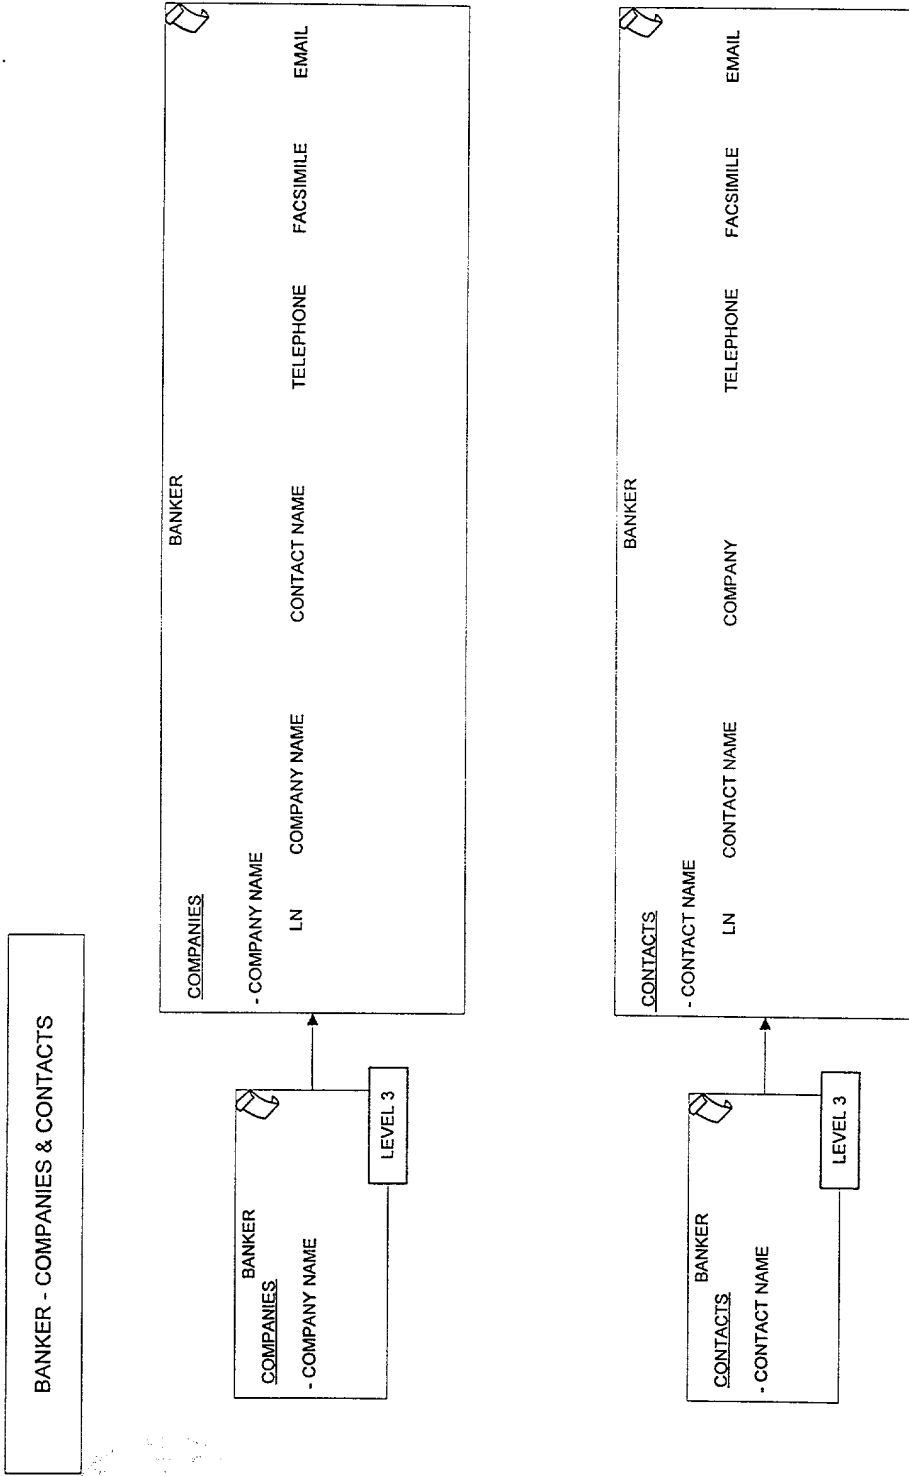 BANKER - COMPANIES & CONTACTS
BANKER
COMPANIES
- COMPANY NAME
LEVEL 3
BANKER
COMPANIES
- COMPANY NAME
LN COMPANY NAME CONTACT NAME TELEPHONE FACSIMILE EMAIL
BANKER
CONTACTS
- CONTACT NAME
LEVEL 3
BANKER
CONTACTS
- CONTACT NAME
LN CONTACT NAME COMPANY TELEPHONE FACSIMILE EMAIL